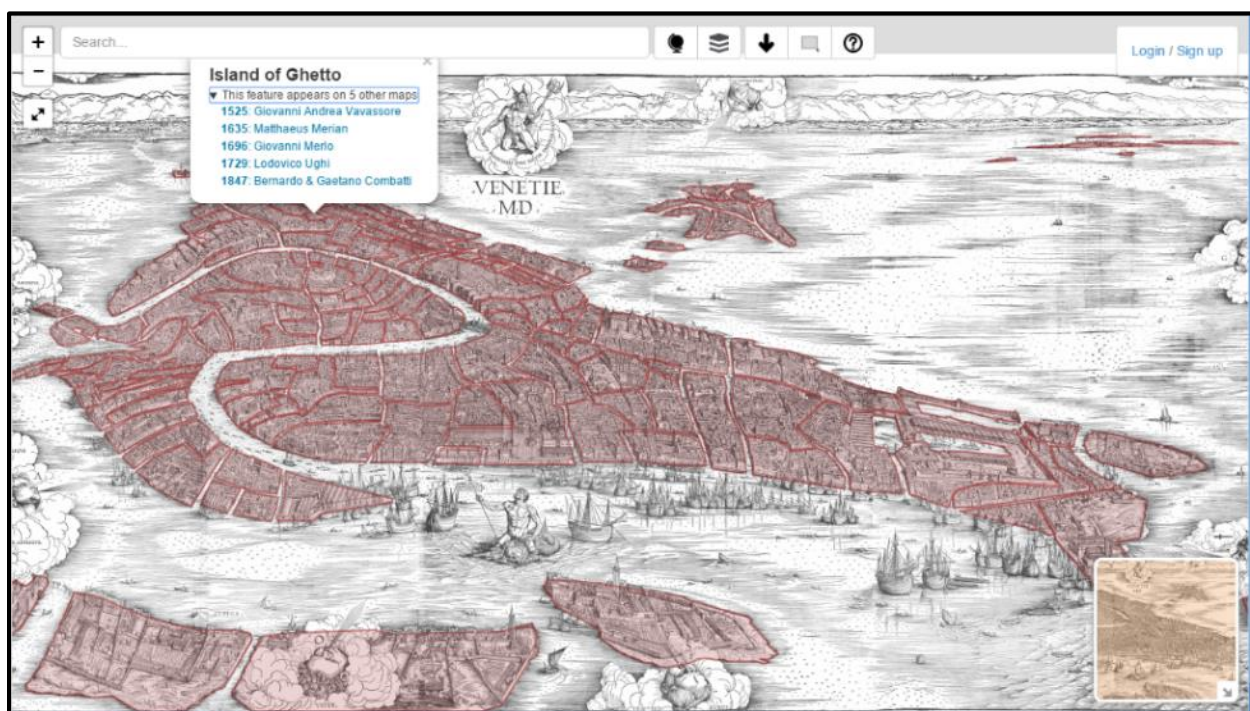 +
Search...
Login / Sign up
−
Island of Ghetto
×
▼ This feature appears on 5 other maps
1525: Giovanni Andrea Vavassore
1635: Matthaeus Merian
1696: Giovanni Merlo
1729: Lodovico Ughi
1847: Bernardo & Gaetano Combatti
VENETIE
MD